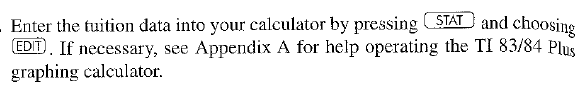 . Enter the tuition data into your calculator by pressing STAT and choosing
EDIT. If necessary, see Appendix A for help operating the TI 83/84 Plus
graphing calculator.